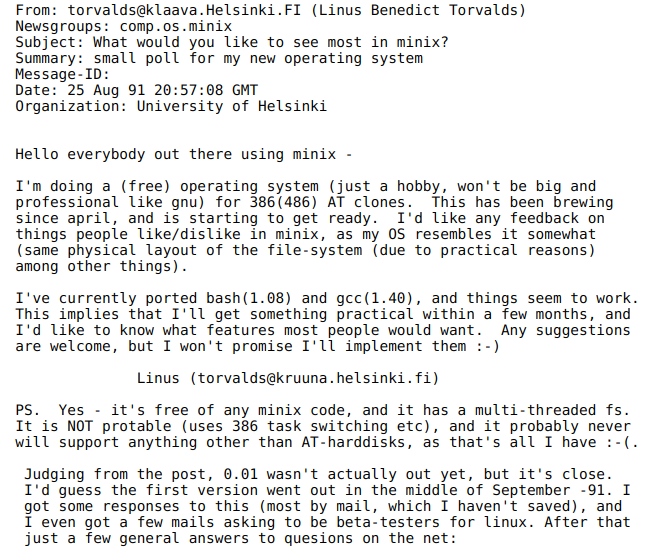 From: torvalds@klaava.Helsinki.FI (Linus Benedict Torvalds)
Newsgroups: comp.os.minix
Subject: What would you like to see most in minix?
Summary: small poll for my new operating system
Message-ID:
Date: 25 Aug 91 20:57:08 GMT
Organization: University of Helsinki
Hello everybody out there using minix -
I'm doing a (free) operating system (just a hobby, won't be big and
professional like gnu) for 386(486) AT clones.  This has been brewing
since april, and is starting to get ready.  I'd like any feedback on
things people like/dislike in minix, as my OS resembles it somewhat
(same physical layout of the file-system (due to practical reasons)
among other things).
I've currently ported bash(1.08) and gcc(1.40), and things seem to work.
This implies that I'll get something practical within a few months, and
I'd like to know what features most people would want.  Any suggestions
are welcome, but I won't promise I'll implement them :-)
Linus (torvalds@kruuna.helsinki.fi)
PS.  Yes - it's free of any minix code, and it has a multi-threaded fs.
It is NOT protable (uses 386 task switching etc), and it probably never
will support anything other than AT-harddisks, as that's all I have :-(.
Judging from the post, 0.01 wasn't actually out yet, but it's close.
I'd guess the first version went out in the middle of September -91. I
got some responses to this (most by mail, which I haven't saved), and
I even got a few mails asking to be beta-testers for linux. After that
just a few general answers to quesions on the net: